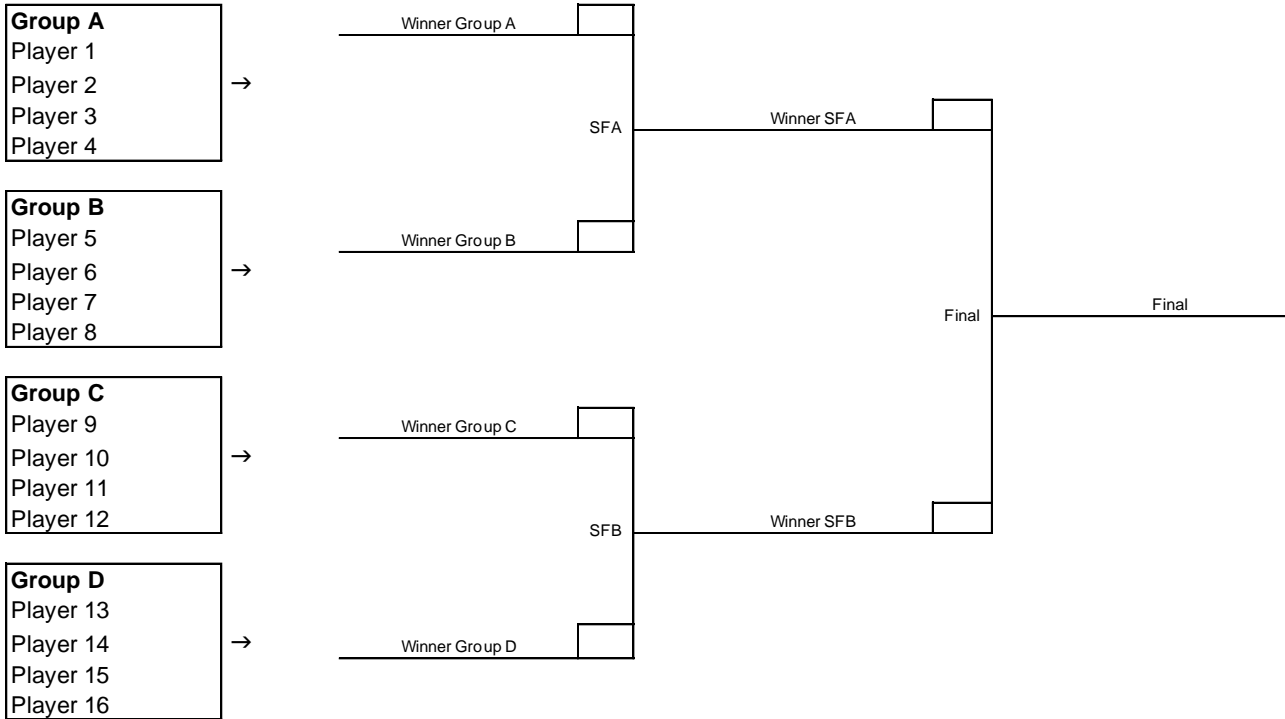 Group A
Player 1
Player 2
Player 3
Player 4
→
Winner Group A
SFA
Winner SFA
Group B
Player 5
Player 6
Player 7
Player 8
→
Winner Group B
Final
Final
Group C
Player 9
Player 10
Player 11
Player 12
→
Winner Group C
SFB
Winner SFB
Group D
Player 13
Player 14
Player 15
Player 16
→
Winner Group D